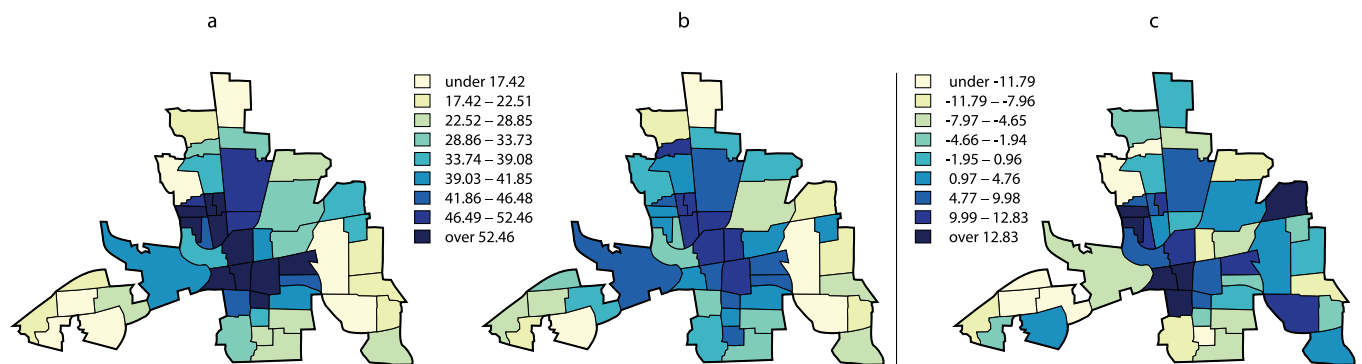 a
b
c
under 17.42
17.42 – 22.51
22.52 – 28.85
28.86 – 33.73
33.74 – 39.08
39.03 – 41.85
41.86 – 46.48
46.49 – 52.46
over 52.46
under -11.79
-11.79 – -7.96
-7.97 – -4.65
-4.66 – -1.94
-1.95 – 0.96
0.97 – 4.76
4.77 – 9.98
9.99 – 12.83
over 12.83